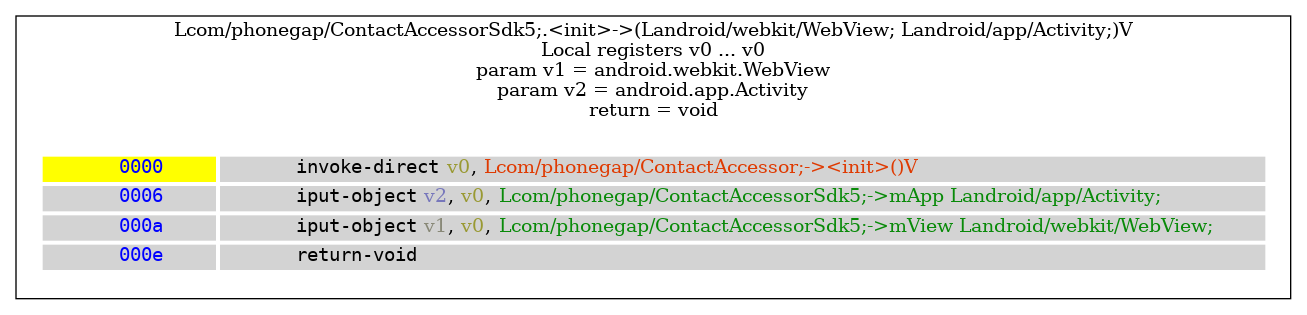 Lcom/phonegap/ContactAccessorSdk5;.<init>->(Landroid/webkit/WebView; Landroid/app/Activity;)V
Local registers v0 ... v0
param v1 = android.webkit.WebView
param v2 = android.app.Activity
return = void
0000 invoke-direct v0, Lcom/phonegap/ContactAccessor;-><init>()V
0006 iput-object v2, v0, Lcom/phonegap/ContactAccessorSdk5;->mApp Landroid/app/Activity;
000a iput-object v1, v0, Lcom/phonegap/ContactAccessorSdk5;->mView Landroid/webkit/WebView;
000e return-void